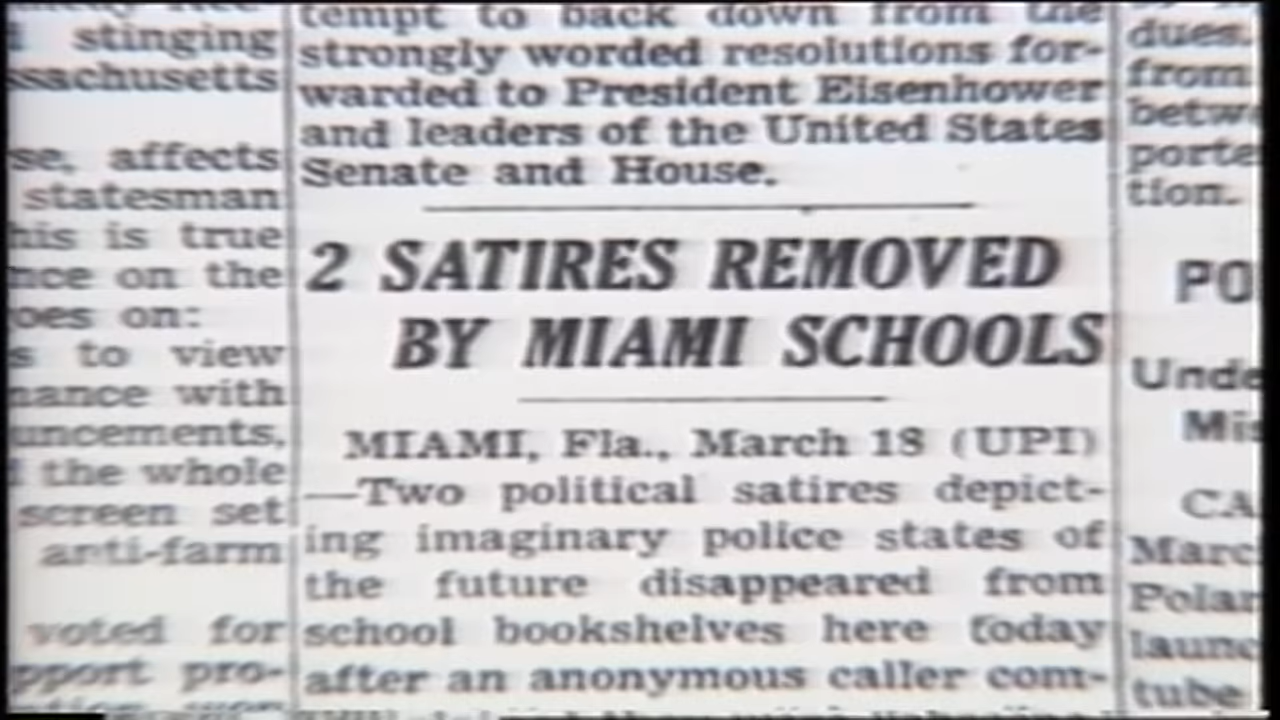 stinging
ssachusetts
se, affects
statesman
his is true
nce on the
oes on:
s to view
nance with
uncements,
the whole
screen set
anti-farm
voted for
pport pro-
tempt to back down from the
strongly worded resolutions for-
warded to President Eisenhower
and leaders of the United States
Senate and House.
2 SATIRES REMOVED
BY MIAMI SCHOOLS
MIAMI, Fla., March 18 (UPI)
—Two political satires depict-
ing imaginary police states of
the future disappeared from
school bookshelves here today
after an anonymous caller com-
dues.
from
betw
porte
tion.
PO
Unde
Mis
CA
Marc
Polar
launc
tube